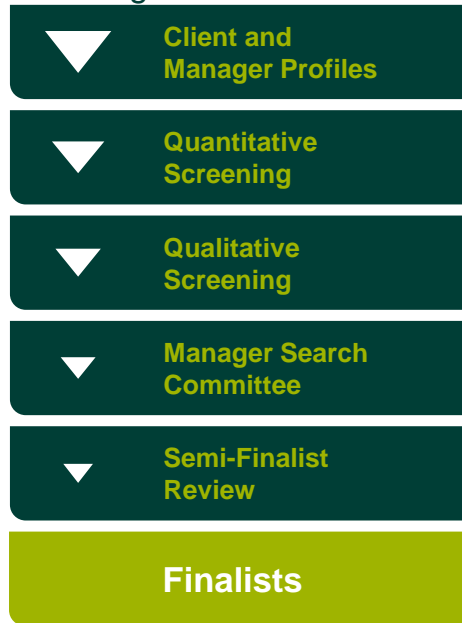 Client and
Manager Profiles
Quantitative
Screening
Qualitative
Screening
Manager Search
Committee
Semi-Finalist
Review
Finalists